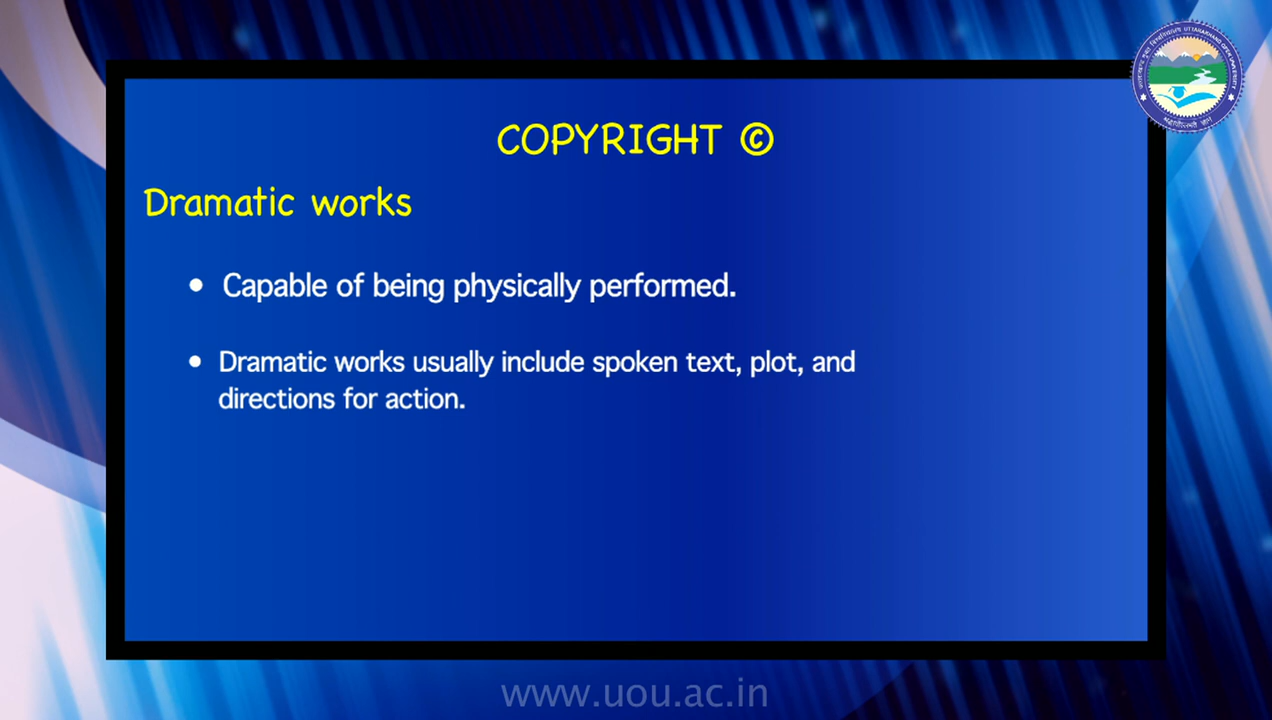 COPYRIGHT ©
Dramatic works
• Capable of being physically performed.
• Dramatic works usually include spoken text, plot, and
directions for action.
www.uou.ac.in